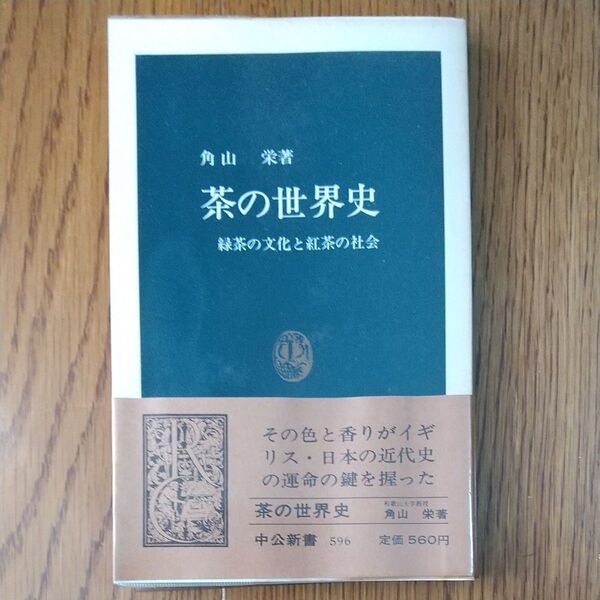 角山 栄著
茶の世界史
緑茶の文化と紅茶の社会
その色と香りがイギ
リス・日本の近代史
の運命の鍵を握った
茶の世界史
和歌山大学教授
角山 栄著
中公新書 596
定価 560円